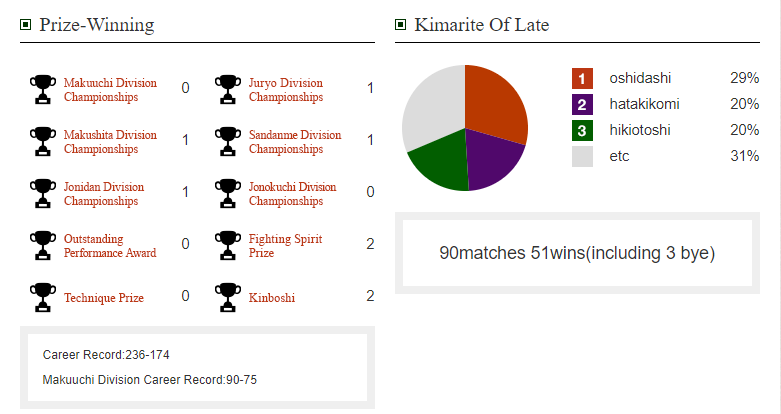 Prize-Winning
Makuuchi Division
Championships
0
Juryo Division
Championships
1
Makushita Division
Championships
1
Sandanme Division
Championships
1
Jonidan Division
Championships
1
Jonokuchi Division
Championships
0
Outstanding
Performance Award
0
Fighting Spirit
Prize
2
Technique Prize
0
Kinboshi
2
Career Record:236-174
Makuuchi Division Career Record:90-75
Kimarite Of Late
1 oshidashi 29%
2 hatakikomi 20%
3 hikiotoshi 20%
etc 31%
90matches 51wins(including 3 bye)